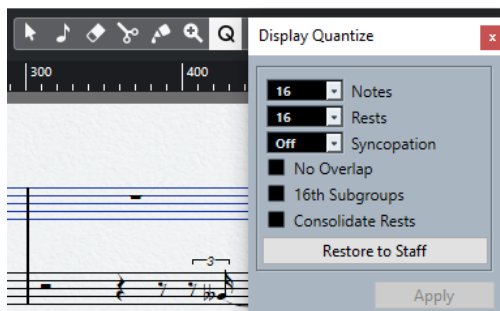 Q
Display Quantize
x
300
400
16
Notes
16
Rests
Off
Syncopation
No Overlap
16th Subgroups
Consolidate Rests
Restore to Staff
3
Apply